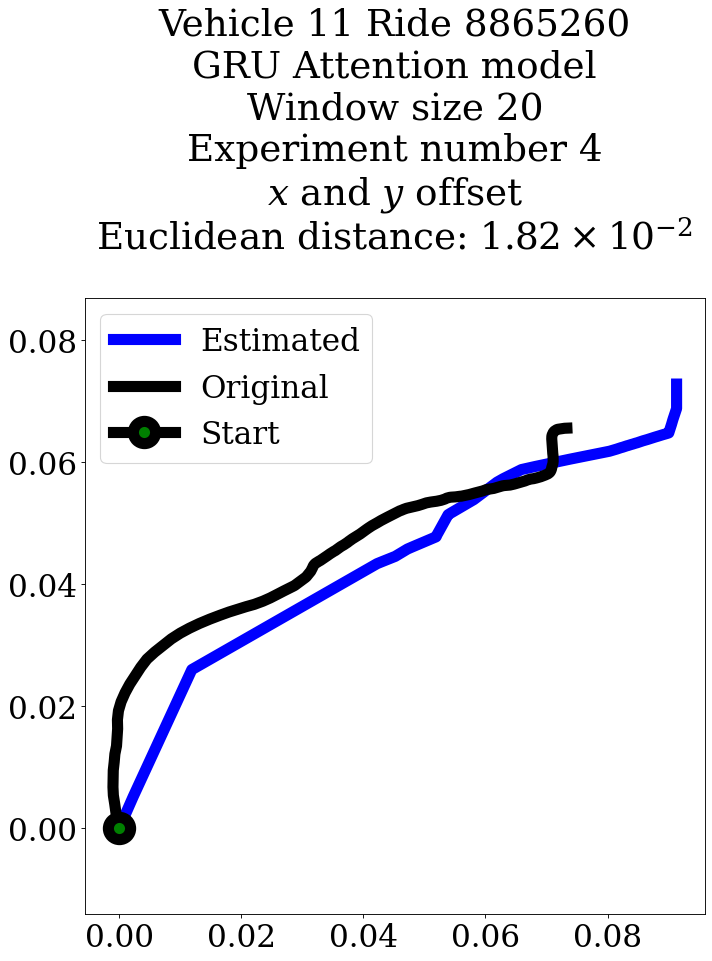 Vehicle 11 Ride 8865260
GRU Attention model
Window size 20
Experiment number 4
x and y offset
Euclidean distance: 1.82 × 10⁻²
Estimated
Original
Start
0.08
0.06
0.04
0.02
0.00
0.00 0.02 0.04 0.06 0.08